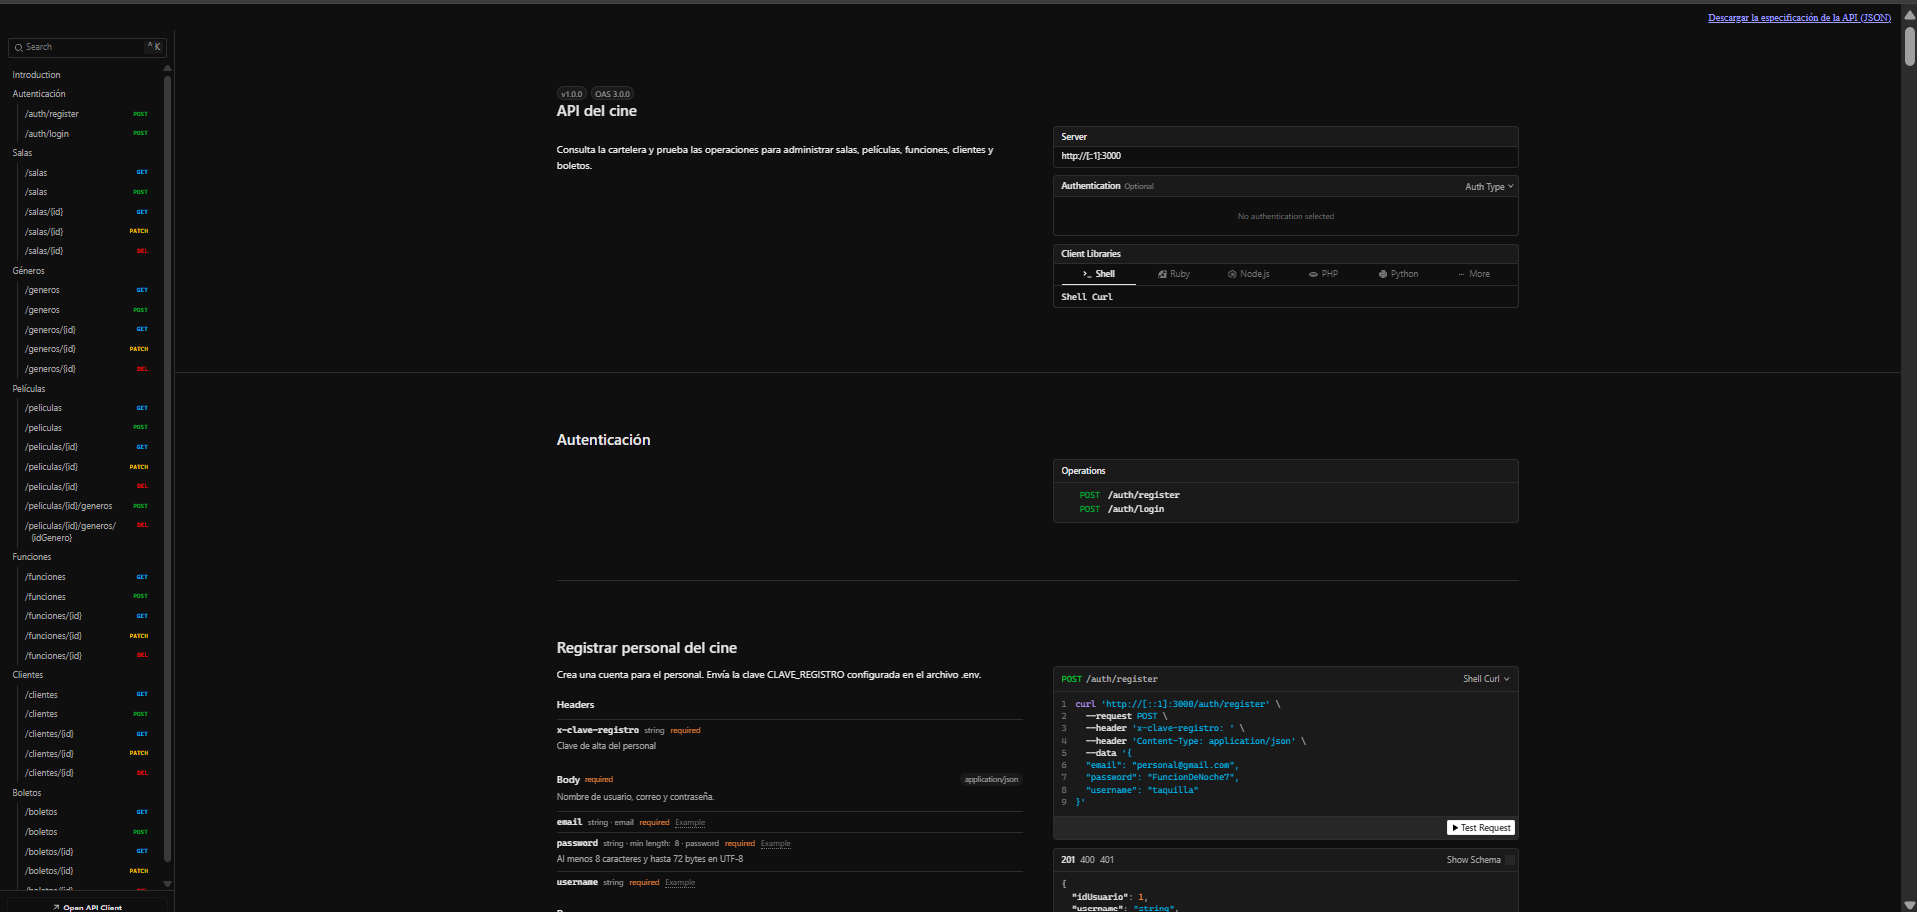 Descargar la especificación de la API (JSON)
Search
^ K
Introduction
Autenticación
/auth/register POST
/auth/login POST
Salas
/salas GET
/salas POST
/salas/{id} GET
/salas/{id} PATCH
/salas/{id} DEL
Géneros
/generos GET
/generos POST
/generos/{id} GET
/generos/{id} PATCH
/generos/{id} DEL
Películas
/peliculas GET
/peliculas POST
/peliculas/{id} GET
/peliculas/{id} PATCH
/peliculas/{id} DEL
/peliculas/{id}/generos POST
/peliculas/{id}/generos/ DEL
{idGenero}
Funciones
/funciones GET
/funciones POST
/funciones/{id} GET
/funciones/{id} PATCH
/funciones/{id} DEL
Clientes
/clientes GET
/clientes POST
/clientes/{id} GET
/clientes/{id} PATCH
/clientes/{id} DEL
Boletos
/boletos GET
/boletos POST
/boletos/{id} GET
/boletos/{id} PATCH
/boletos/{id} DEL
Open API Client
v1.0.0 OAS 3.0.0
API del cine
Consulta la cartelera y prueba las operaciones para administrar salas, películas, funciones, clientes y
boletos.
Server
http://[::1]:3000
Authentication Optional Auth Type
No authentication selected
Client Libraries
>_ Shell Ruby Node.js PHP Python ··· More
Shell Curl
Autenticación
Operations
POST /auth/register
POST /auth/login
Registrar personal del cine
Crea una cuenta para el personal. Envía la clave CLAVE_REGISTRO configurada en el archivo .env.
Headers
x-clave-registro string required
Clave de alta del personal
Body required application/json
Nombre de usuario, correo y contraseña.
email string · email required Example
password string · min length: 8 · password required Example
Al menos 8 caracteres y hasta 72 bytes en UTF-8
username string required Example
POST /auth/register Shell Curl
1 curl 'http://[::1]:3000/auth/register' \
2 --request POST \
3 --header 'x-clave-registro: ' \
4 --header 'Content-Type: application/json' \
5 --data '{
6 "email": "personal@gmail.com",
7 "password": "FuncionDeNoche7",
8 "username": "taquilla"
9 }'
Test Request
201 400 401 Show Schema
{
"idUsuario": 1,
"username": "string",